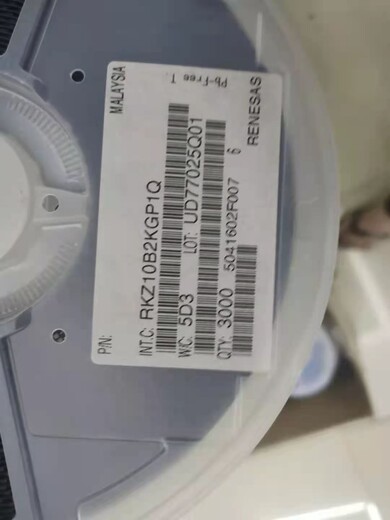 MALAYSIA
Pb-Free T
P/N:
INT.C: RKZ10B2KGP1Q
W/C: 5D3 LOT: UD77025Q01
QTY: 3000 5041602F007 6
RENESAS